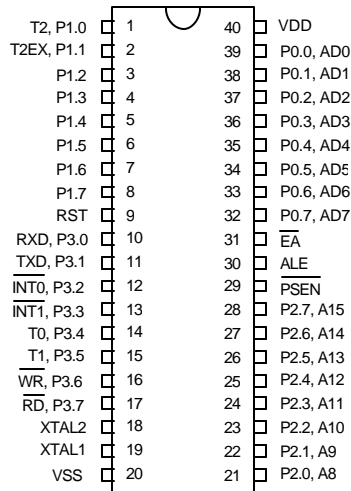 T2, P1.0 1 40 VDD
T2EX, P1.1 2 39 P0.0, AD0
P1.2 3 38 P0.1, AD1
P1.3 4 37 P0.2, AD2
P1.4 5 36 P0.3, AD3
P1.5 6 35 P0.4, AD4
P1.6 7 34 P0.5, AD5
P1.7 8 33 P0.6, AD6
RST 9 32 P0.7, AD7
RXD, P3.0 10 31 EA
TXD, P3.1 11 30 ALE
INT0, P3.2 12 29 PSEN
INT1, P3.3 13 28 P2.7, A15
T0, P3.4 14 27 P2.6, A14
T1, P3.5 15 26 P2.5, A13
WR, P3.6 16 25 P2.4, A12
RD, P3.7 17 24 P2.3, A11
XTAL2 18 23 P2.2, A10
XTAL1 19 22 P2.1, A9
VSS 20 21 P2.0, A8